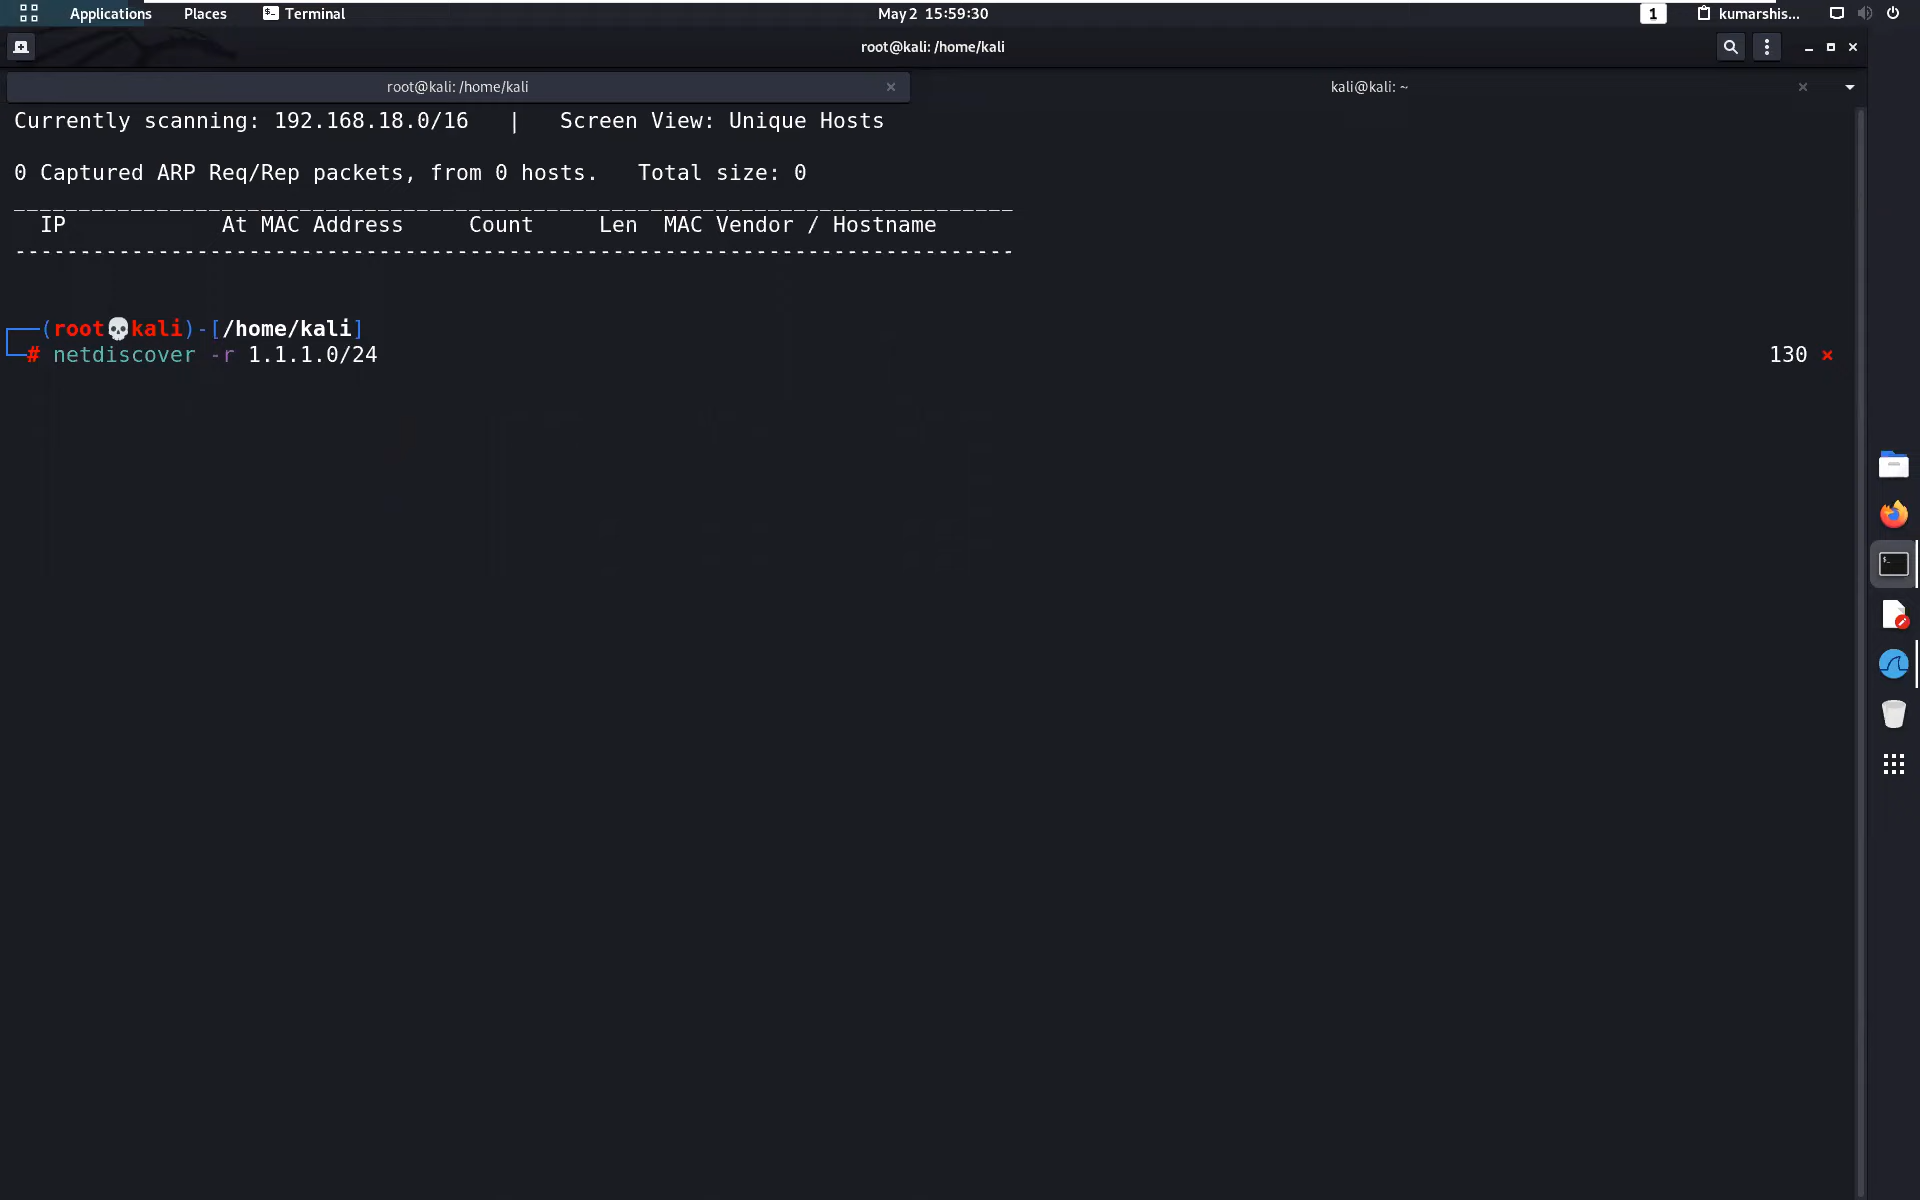 Applications Places Terminal May 2 15:59:30 1 kumarshis...
root@kali: /home/kali
root@kali: /home/kali kali@kali: ~
Currently scanning: 192.168.18.0/16 | Screen View: Unique Hosts
0 Captured ARP Req/Rep packets, from 0 hosts. Total size: 0
_____________________________________________________________________________
IP At MAC Address Count Len MAC Vendor / Hostname
-----------------------------------------------------------------------------
┌──(root💀kali)-[/home/kali]
└─# netdiscover -r 1.1.1.0/24 130 ⨯